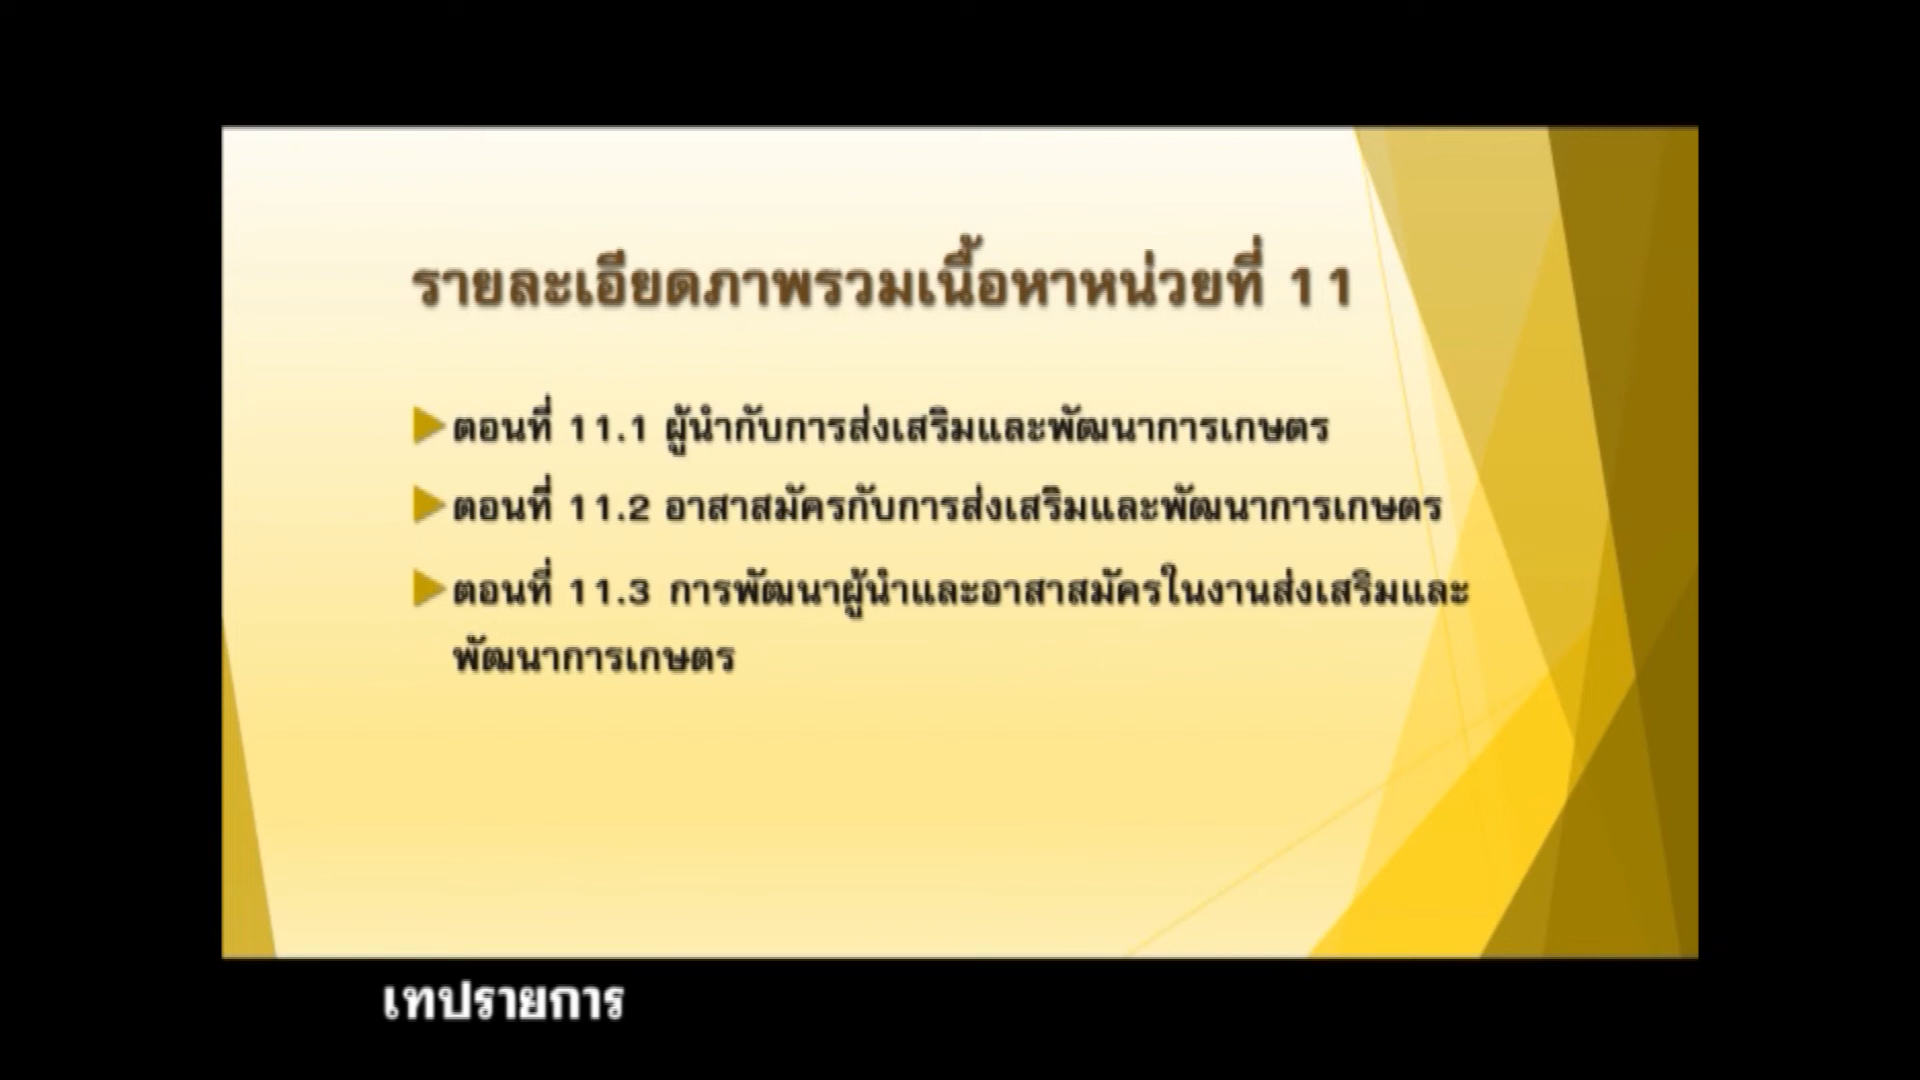 รายละเอียดภาพรวมเนื้อหาหน่วยที่ 11
ตอนที่ 11.1 ผู้นำกับการส่งเสริมและพัฒนาการเกษตร
ตอนที่ 11.2 อาสาสมัครกับการส่งเสริมและพัฒนาการเกษตร
ตอนที่ 11.3 การพัฒนาผู้นำและอาสาสมัครในงานส่งเสริมและ
พัฒนาการเกษตร
เทปรายการ